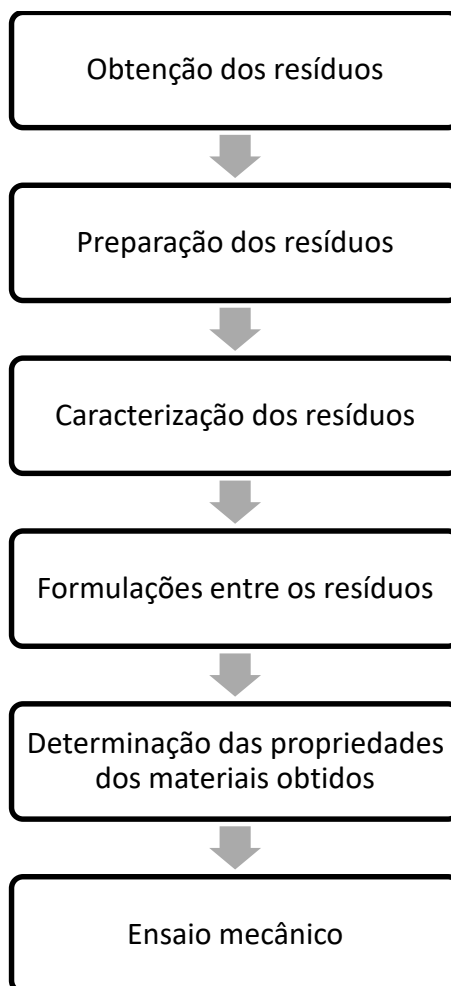 Obtenção dos resíduos
Preparação dos resíduos
Caracterização dos resíduos
Formulações entre os resíduos
Determinação das propriedades
dos materiais obtidos
Ensaio mecânico